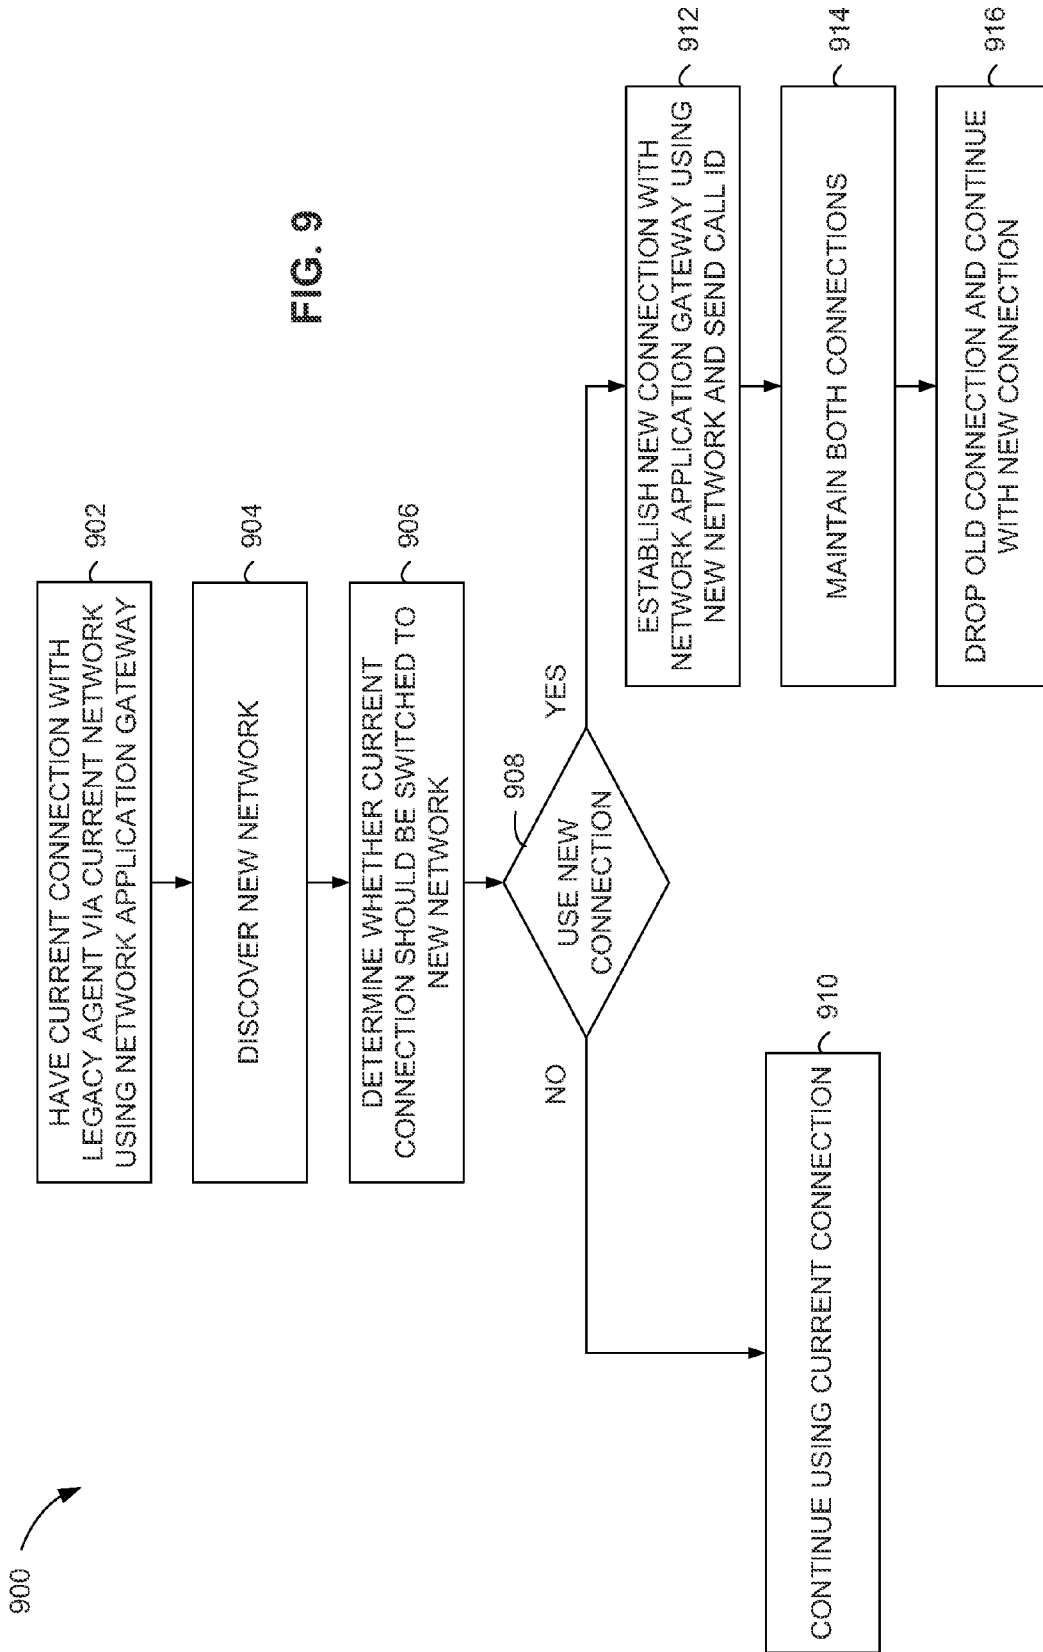 900
HAVE CURRENT CONNECTION WITH
LEGACY AGENT VIA CURRENT NETWORK
USING NETWORK APPLICATION GATEWAY
902
DISCOVER NEW NETWORK
904
DETERMINE WHETHER CURRENT
CONNECTION SHOULD BE SWITCHED TO
NEW NETWORK
906
USE NEW
CONNECTION
908
NO
YES
CONTINUE USING CURRENT CONNECTION
910
ESTABLISH NEW CONNECTION WITH
NETWORK APPLICATION GATEWAY USING
NEW NETWORK AND SEND CALL ID
912
MAINTAIN BOTH CONNECTIONS
914
DROP OLD CONNECTION AND CONTINUE
WITH NEW CONNECTION
916
FIG. 9